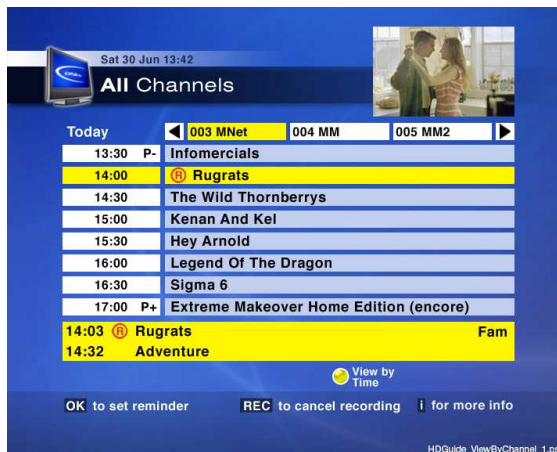 DStv
Sat 30 Jun 13:42
All Channels
Today 003 MNet 004 MM 005 MM2
13:30 P- Infomercials
14:00 R Rugrats
14:30 The Wild Thornberrys
15:00 Kenan And Kel
15:30 Hey Arnold
16:00 Legend Of The Dragon
16:30 Sigma 6
17:00 P+ Extreme Makeover Home Edition (encore)
14:03 R Rugrats Fam
14:32 Adventure
View by
Time
OK to set reminder REC to cancel recording i for more info
HDGuide_ViewByChannel_1.ps